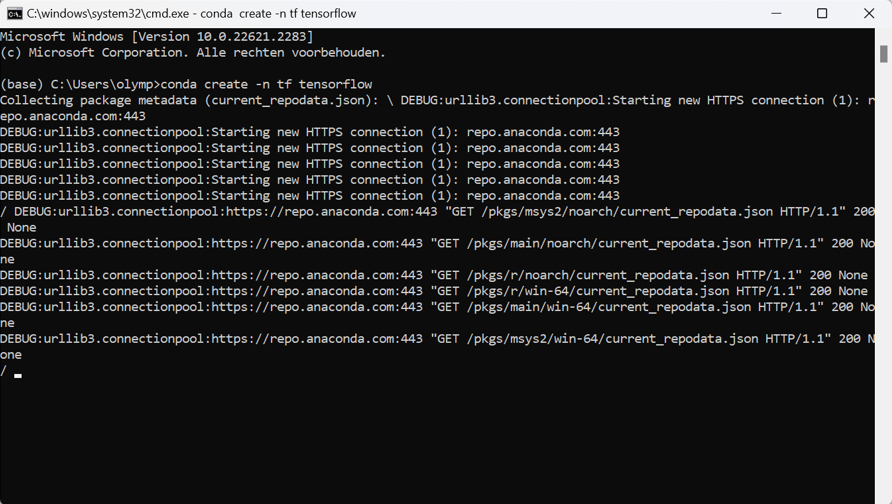 C:\windows\system32\cmd.exe - conda  create -n tf tensorflow
Microsoft Windows [Version 10.0.22621.2283]
(c) Microsoft Corporation. Alle rechten voorbehouden.
(base) C:\Users\olymp>conda create -n tf tensorflow
Collecting package metadata (current_repodata.json): \ DEBUG:urllib3.connectionpool:Starting new HTTPS connection (1): r
epo.anaconda.com:443
DEBUG:urllib3.connectionpool:Starting new HTTPS connection (1): repo.anaconda.com:443
DEBUG:urllib3.connectionpool:Starting new HTTPS connection (1): repo.anaconda.com:443
DEBUG:urllib3.connectionpool:Starting new HTTPS connection (1): repo.anaconda.com:443
DEBUG:urllib3.connectionpool:Starting new HTTPS connection (1): repo.anaconda.com:443
DEBUG:urllib3.connectionpool:Starting new HTTPS connection (1): repo.anaconda.com:443
/ DEBUG:urllib3.connectionpool:https://repo.anaconda.com:443 "GET /pkgs/msys2/noarch/current_repodata.json HTTP/1.1" 200
 None
DEBUG:urllib3.connectionpool:https://repo.anaconda.com:443 "GET /pkgs/main/noarch/current_repodata.json HTTP/1.1" 200 No
ne
DEBUG:urllib3.connectionpool:https://repo.anaconda.com:443 "GET /pkgs/r/noarch/current_repodata.json HTTP/1.1" 200 None
DEBUG:urllib3.connectionpool:https://repo.anaconda.com:443 "GET /pkgs/r/win-64/current_repodata.json HTTP/1.1" 200 None
DEBUG:urllib3.connectionpool:https://repo.anaconda.com:443 "GET /pkgs/main/win-64/current_repodata.json HTTP/1.1" 200 No
ne
DEBUG:urllib3.connectionpool:https://repo.anaconda.com:443 "GET /pkgs/msys2/win-64/current_repodata.json HTTP/1.1" 200 N
one
/